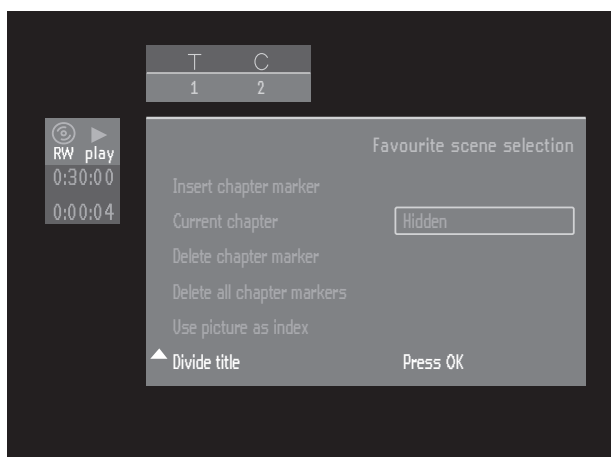 T C
1 2
RW play
0:30:00
0:00:04
Favourite scene selection
Insert chapter marker
Current chapter Hidden
Delete chapter marker
Delete all chapter markers
Use picture as index
Divide title Press OK